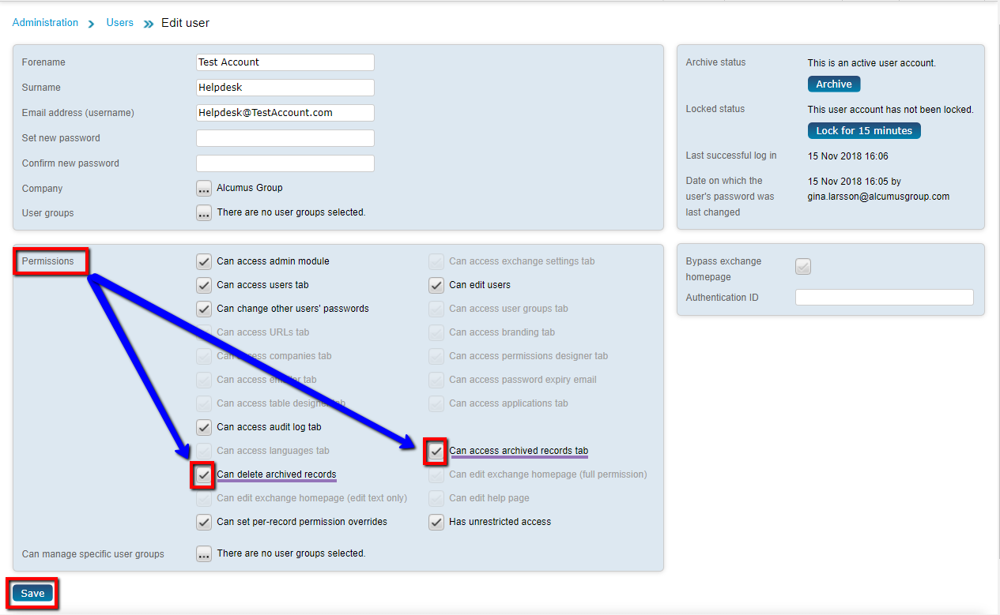 Administration Users Edit user
Forename Test Account
Surname Helpdesk
Email address (username) Helpdesk@TestAccount.com
Set new password
Confirm new password
Company ... Alcumus Group
User groups ... There are no user groups selected.
Archive status This is an active user account.
Archive
Locked status This user account has not been locked.
Lock for 15 minutes
Last successful log in 15 Nov 2018 16:06
Date on which the 15 Nov 2018 16:05 by
user's password was gina.larsson@alcumusgroup.com
last changed
Permissions Can access admin module Can access exchange settings tab
Can access users tab Can edit users
Can change other users' passwords Can access user groups tab
Can access URLs tab Can access branding tab
Can access companies tab Can access permissions designer tab
Can access emailer tab Can access password expiry email
Can access table designer tab Can access applications tab
Can access audit log tab
Can access languages tab Can access archived records tab
Can delete archived records Can edit exchange homepage (full permission)
Can edit exchange homepage (edit text only) Can edit help page
Can set per-record permission overrides Has unrestricted access
Can manage specific user groups ... There are no user groups selected.
Bypass exchange
homepage
Authentication ID
Save